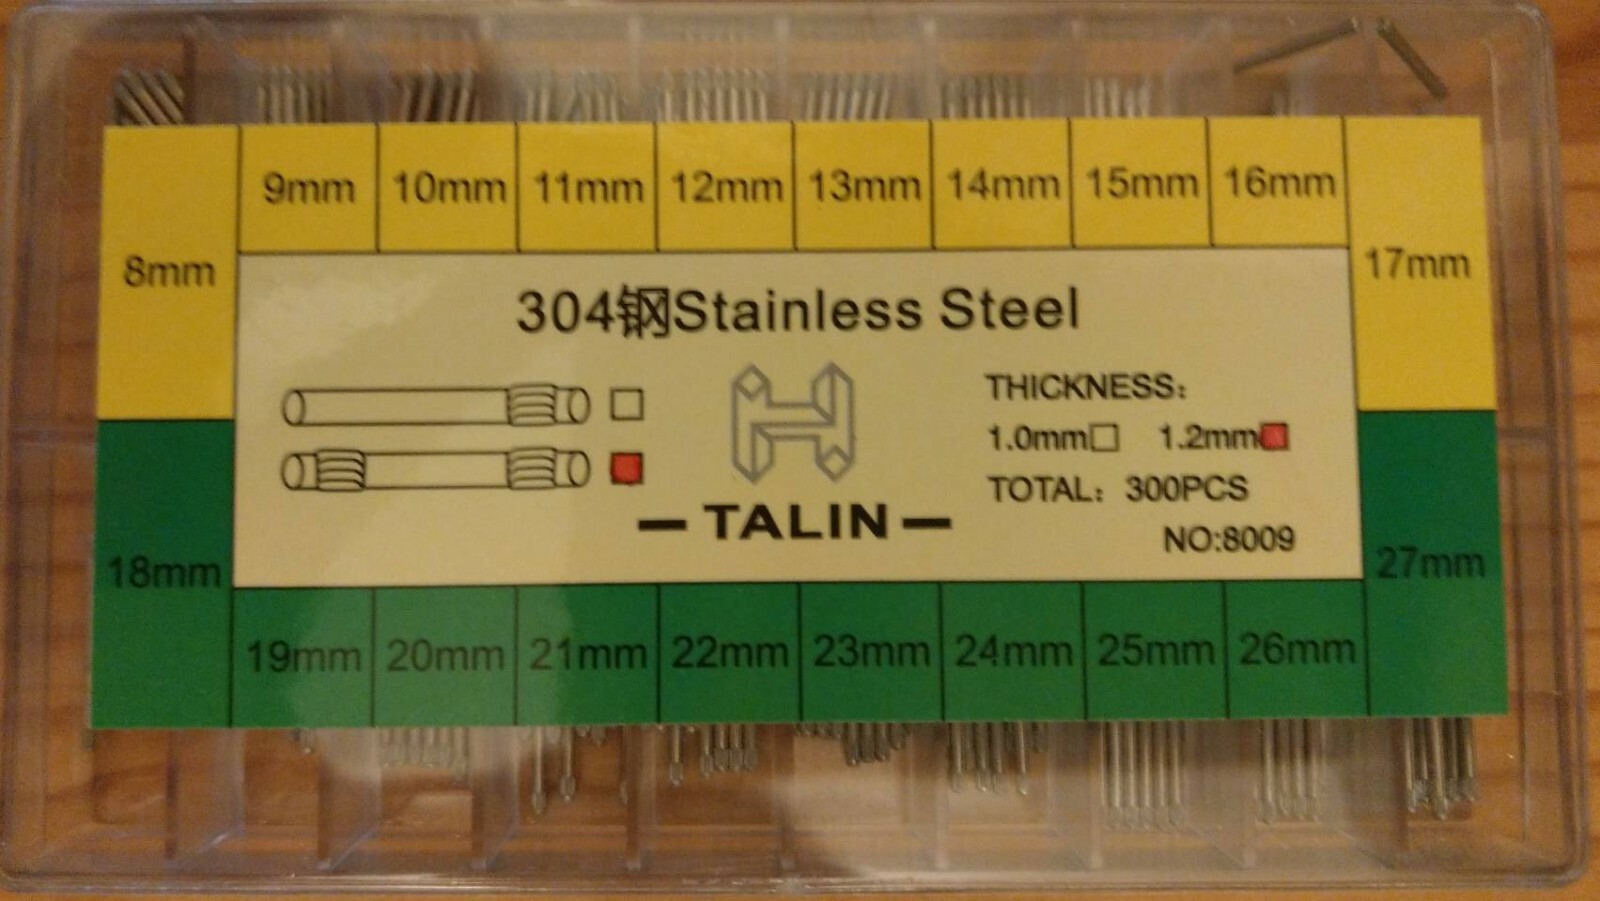 9mm 10mm 11mm 12mm 13mm 14mm 15mm 16mm
8mm 17mm
304钢Stainless Steel
THICKNESS:
1.0mm 1.2mm
TOTAL: 300PCS
TALIN
NO:8009
18mm 27mm
19mm 20mm 21mm 22mm 23mm 24mm 25mm 26mm